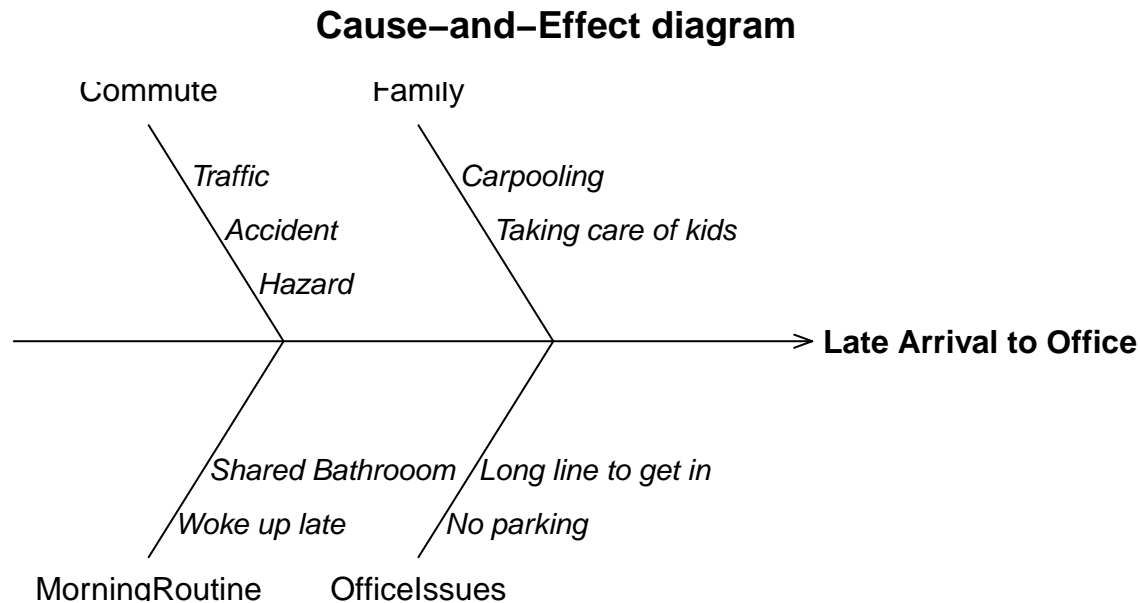 Cause−and−Effect diagram
Commute
Family
Traffic
Carpooling
Accident
Taking care of kids
Hazard
Late Arrival to Office
Shared Bathrooom
Long line to get in
Woke up late
No parking
MorningRoutine
OfficeIssues